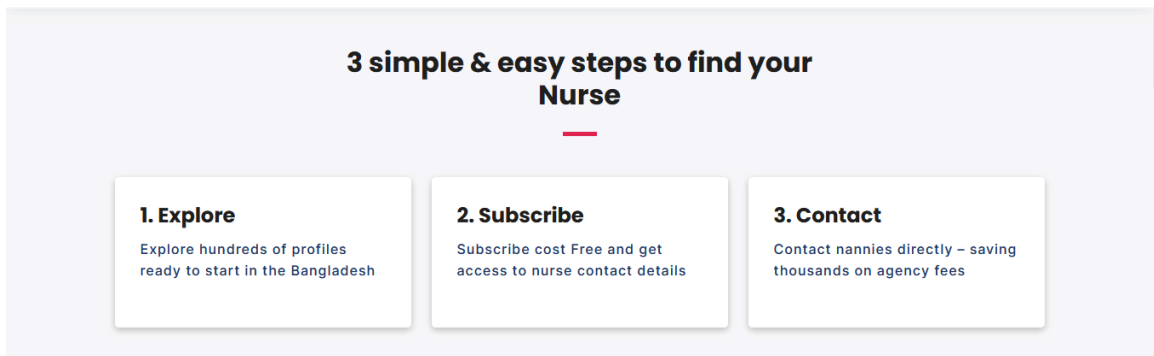 3 simple & easy steps to find your
Nurse
1. Explore
Explore hundreds of profiles
ready to start in the Bangladesh
2. Subscribe
Subscribe cost Free and get
access to nurse contact details
3. Contact
Contact nannies directly – saving
thousands on agency fees